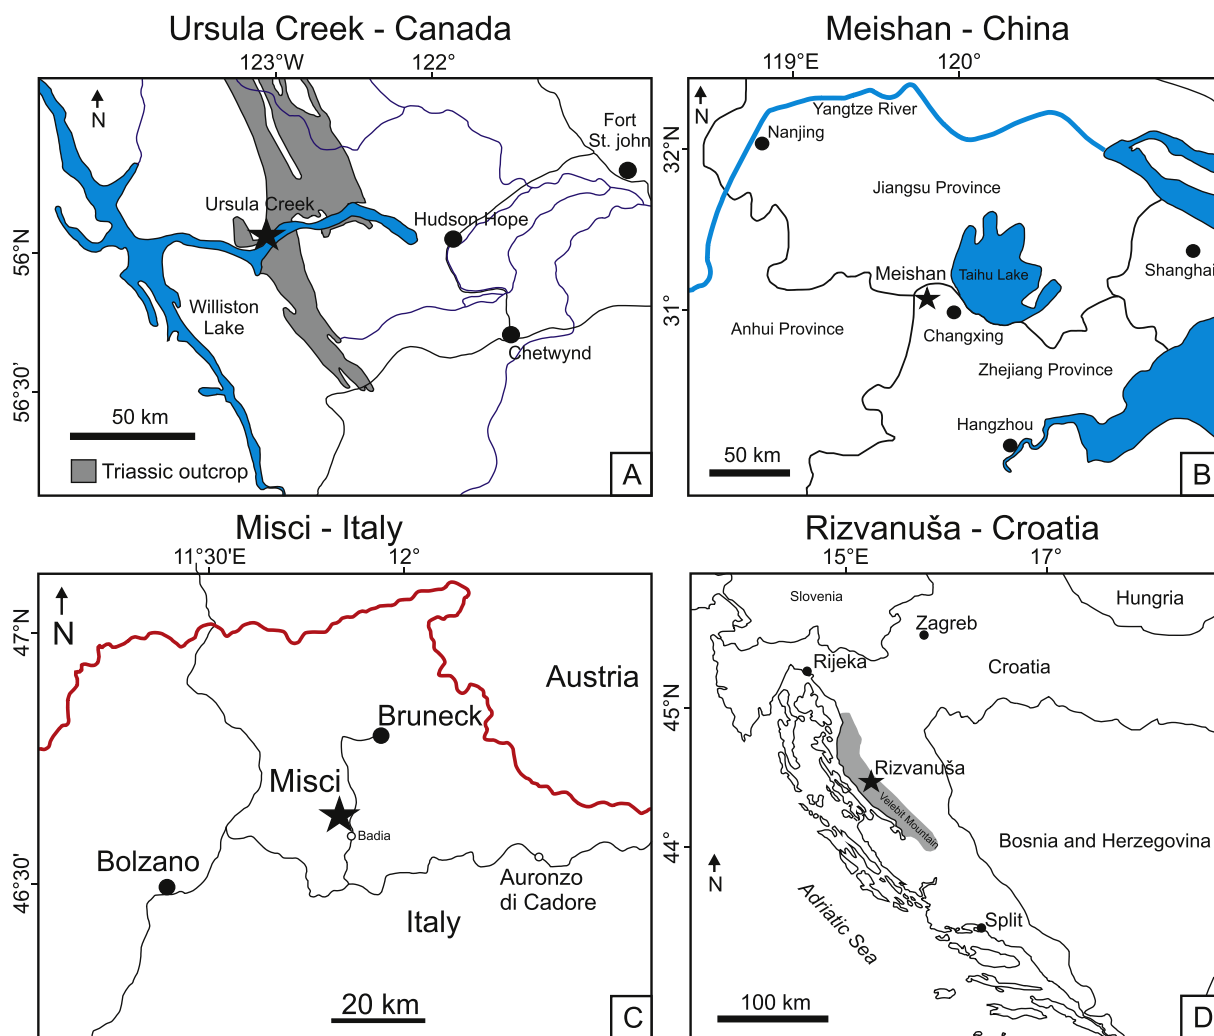 Ursula Creek - Canada
123°W
122°
N
Fort
St. john
Ursula Creek
Hudson Hope
56°N
Williston
Lake
Chetwynd
56°30'
50 km
Triassic outcrop
A
Meishan - China
119°E
120°
N
Yangtze River
Nanjing
32°N
Jiangsu Province
Shanghai
Meishan
Taihu Lake
31°
Anhui Province
Changxing
Zhejiang Province
Hangzhou
50 km
B
Misci - Italy
11°30'E
12°
N
47°N
Austria
Bruneck
Misci
Badia
Bolzano
46°30'
Auronzo
di Cadore
Italy
20 km
C
Rizvanuša - Croatia
15°E
17°
Slovenia
Hungria
Zagreb
Rijeka
Croatia
45°N
Rizvanuša
Velebit Mountain
44°
Bosnia and Herzegovina
N
Adriatic Sea
Split
100 km
D